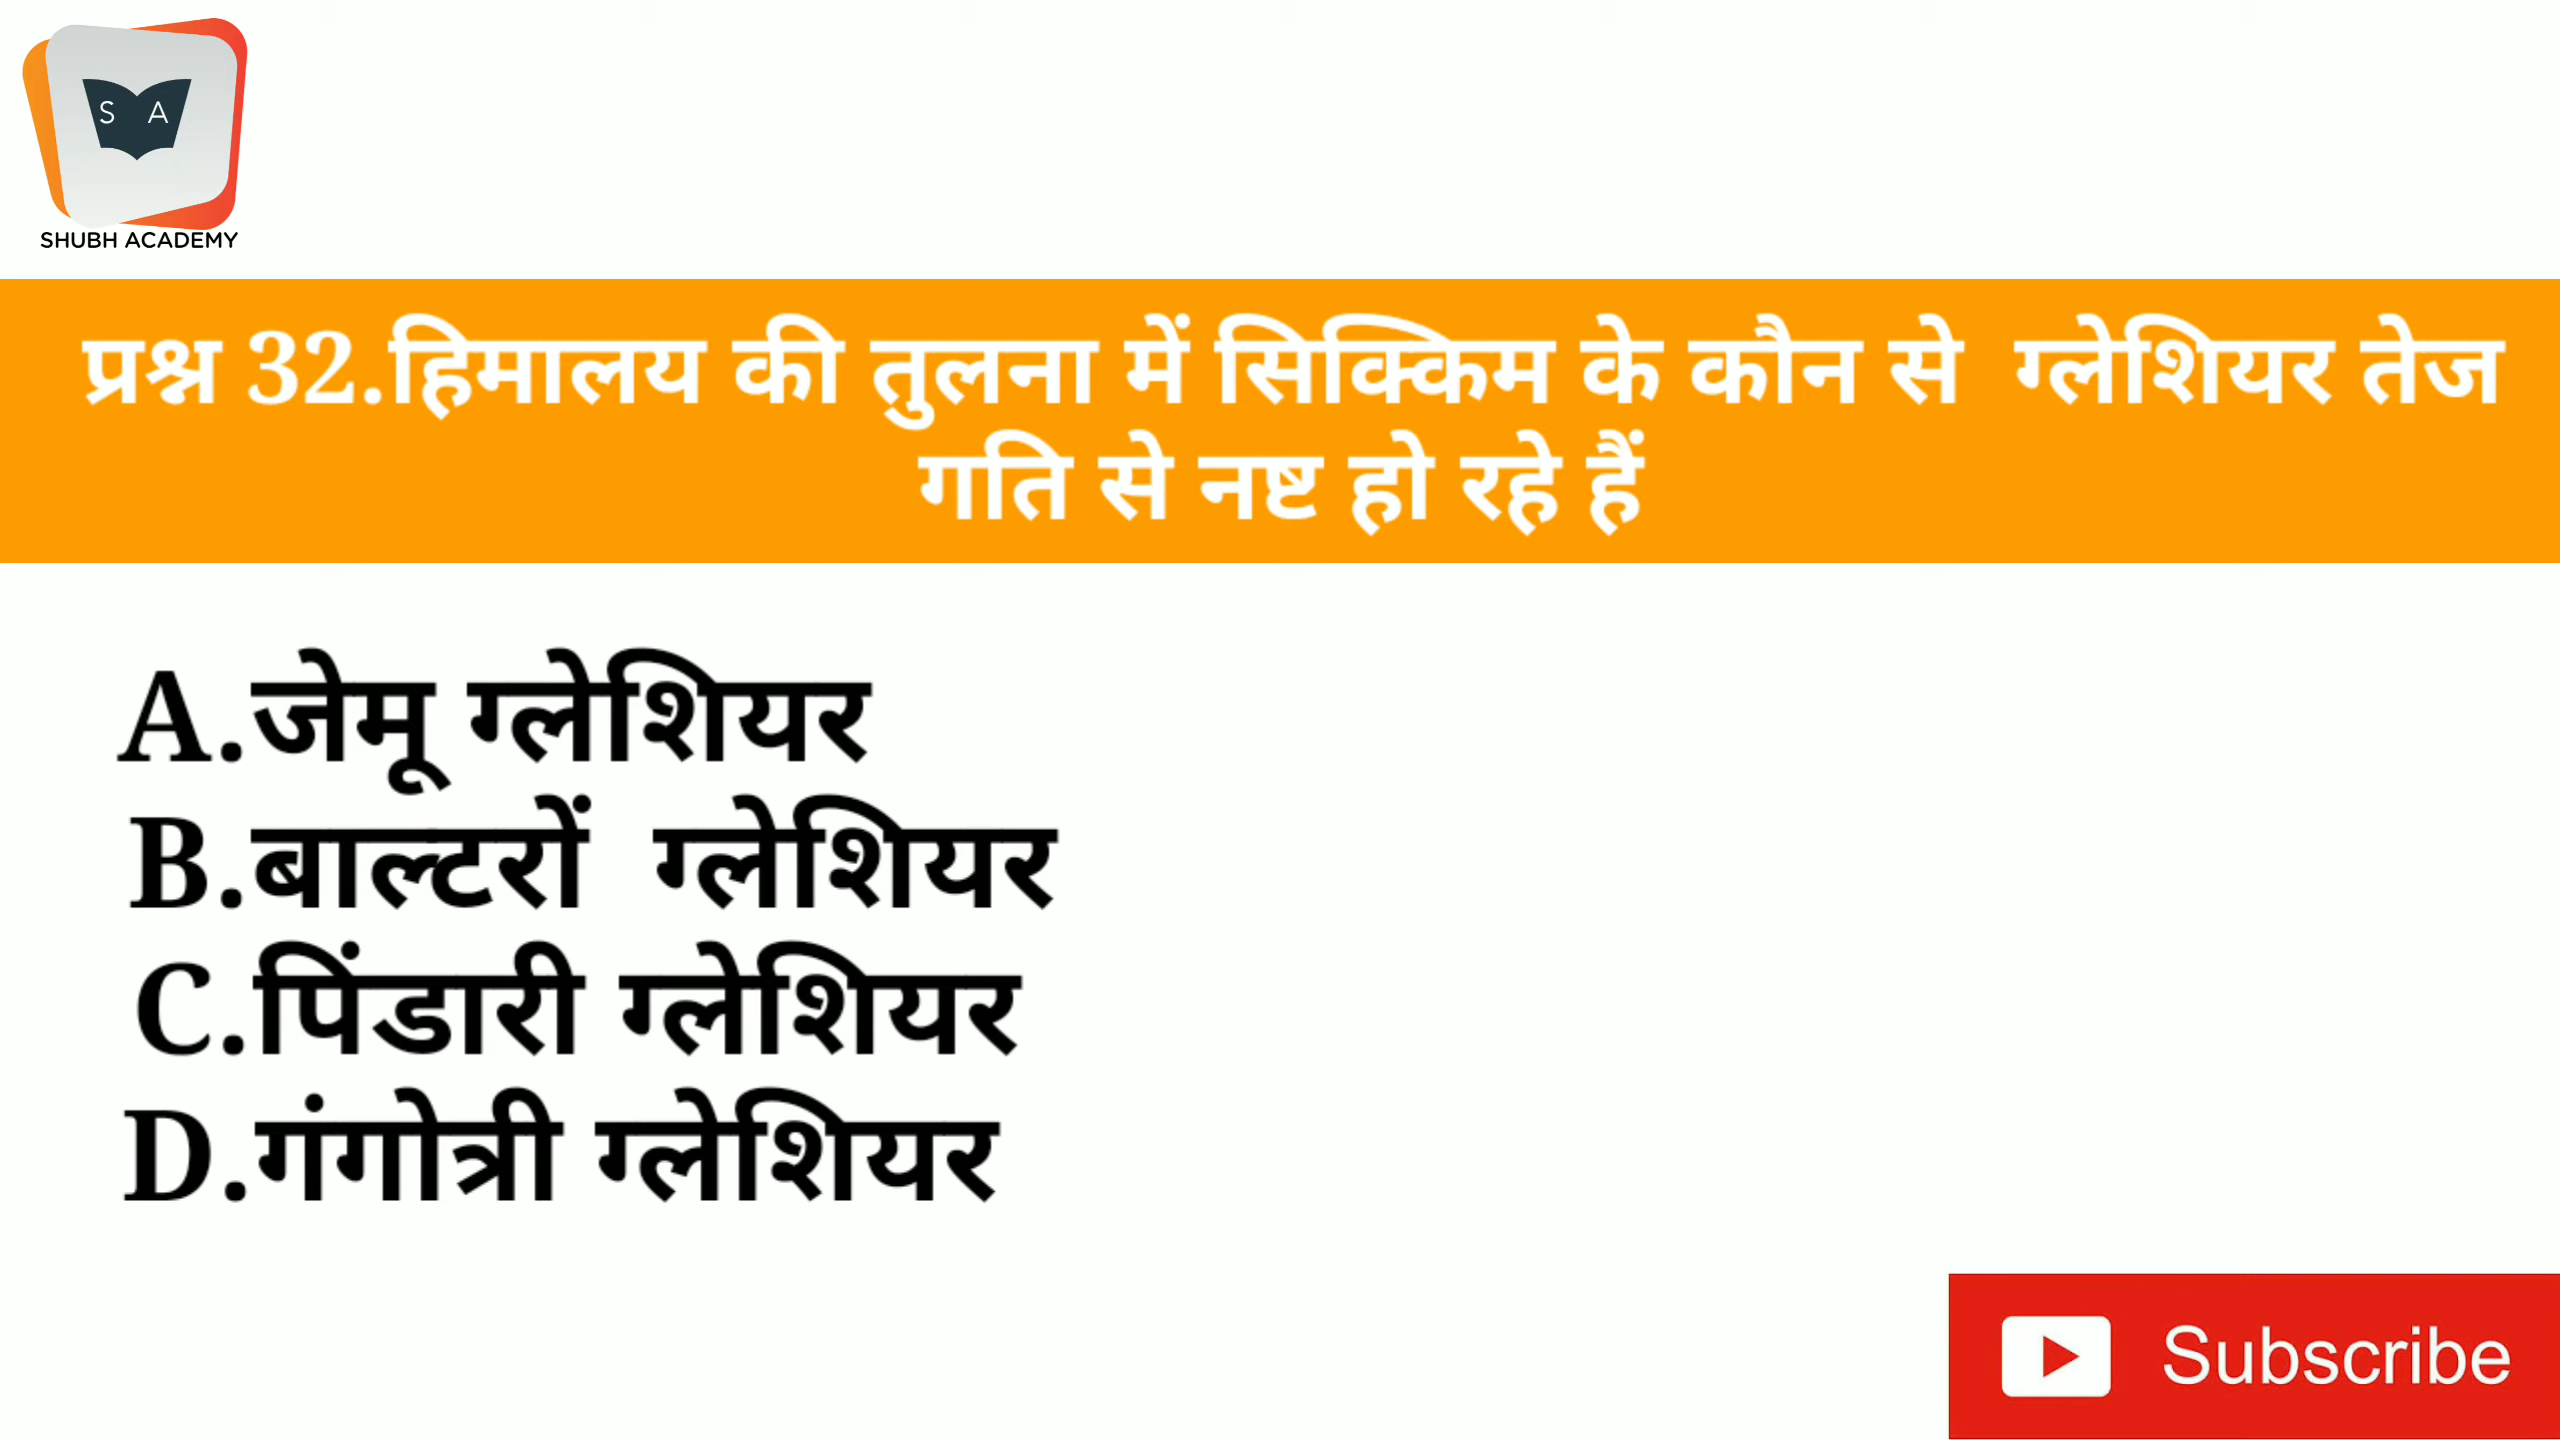 S A
SHUBH ACADEMY
प्रश्न 32.हिमालय की तुलना में सिक्किम के कौन से ग्लेशियर तेज
गति से नष्ट हो रहे हैं
A.जेमू ग्लेशियर
B.बाल्टरों ग्लेशियर
C.पिंडारी ग्लेशियर
D.गंगोत्री ग्लेशियर
Subscribe